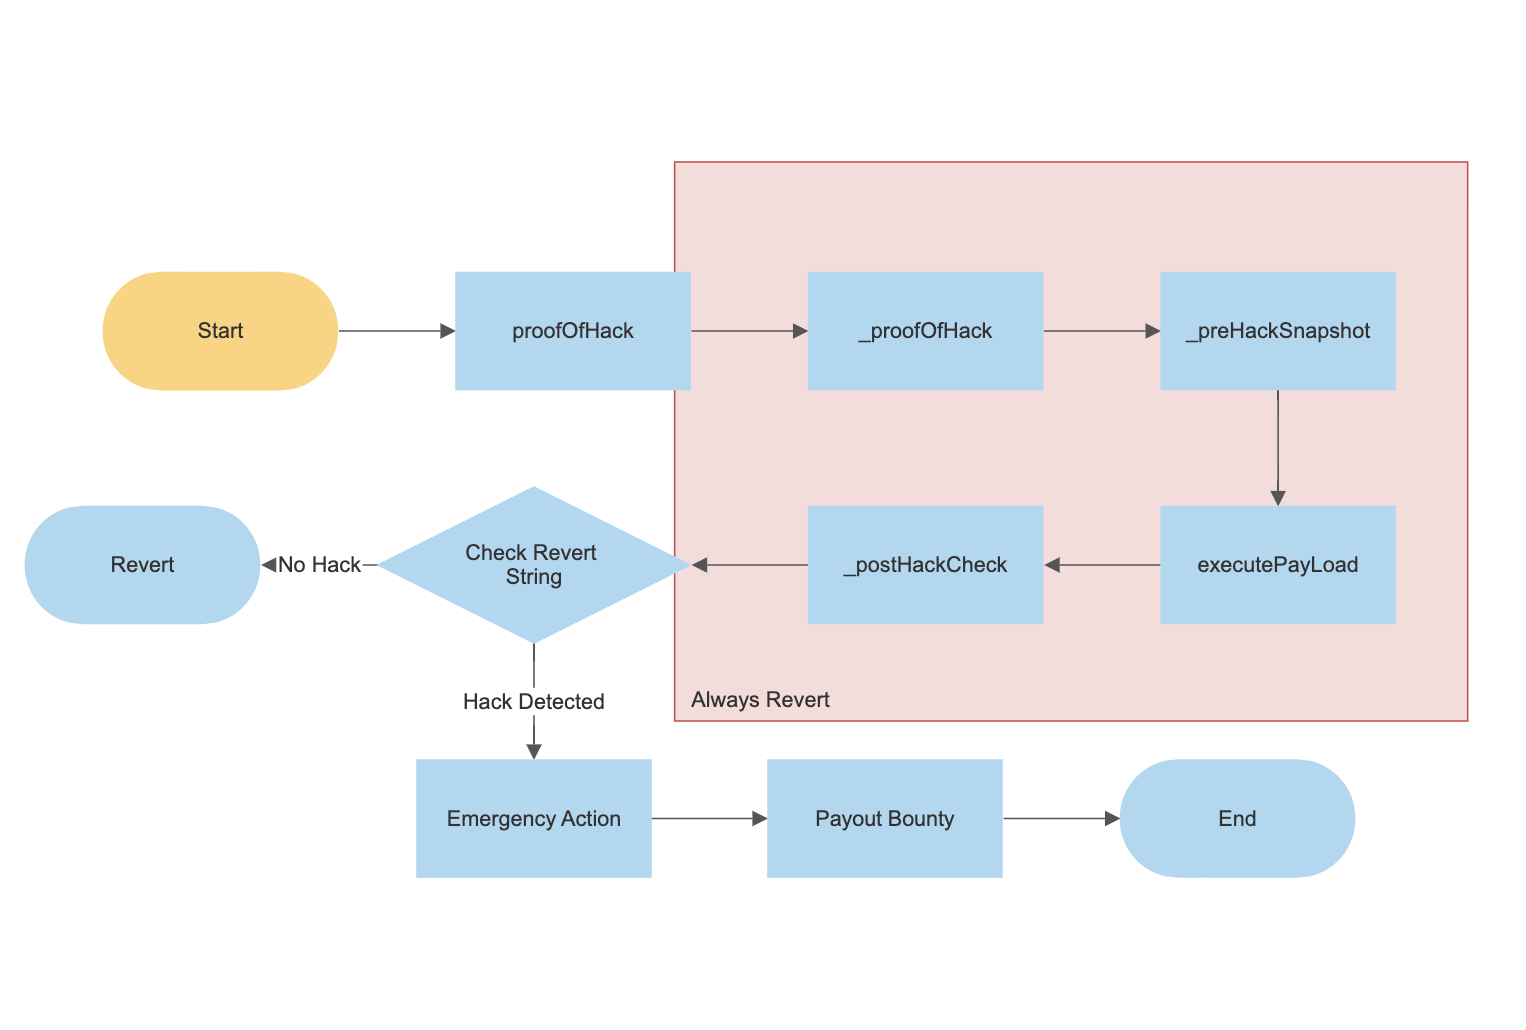 Start
proofOfHack
_proofOfHack
_preHackSnapshot
Revert
No Hack
Check Revert
String
_postHackCheck
executePayLoad
Hack Detected
Always Revert
Emergency Action
Payout Bounty
End